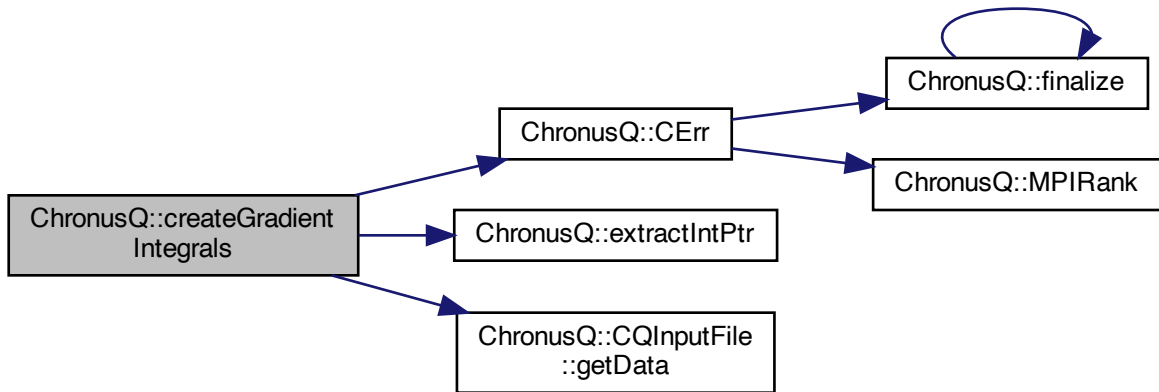 ChronusQ::finalize
ChronusQ::CErr
ChronusQ::MPIRank
ChronusQ::createGradient
Integrals
ChronusQ::extractIntPtr
ChronusQ::CQInputFile
::getData